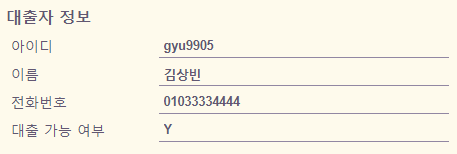 대출자 정보
아이디 gyu9905
이름 김상빈
전화번호 01033334444
대출 가능 여부 Y